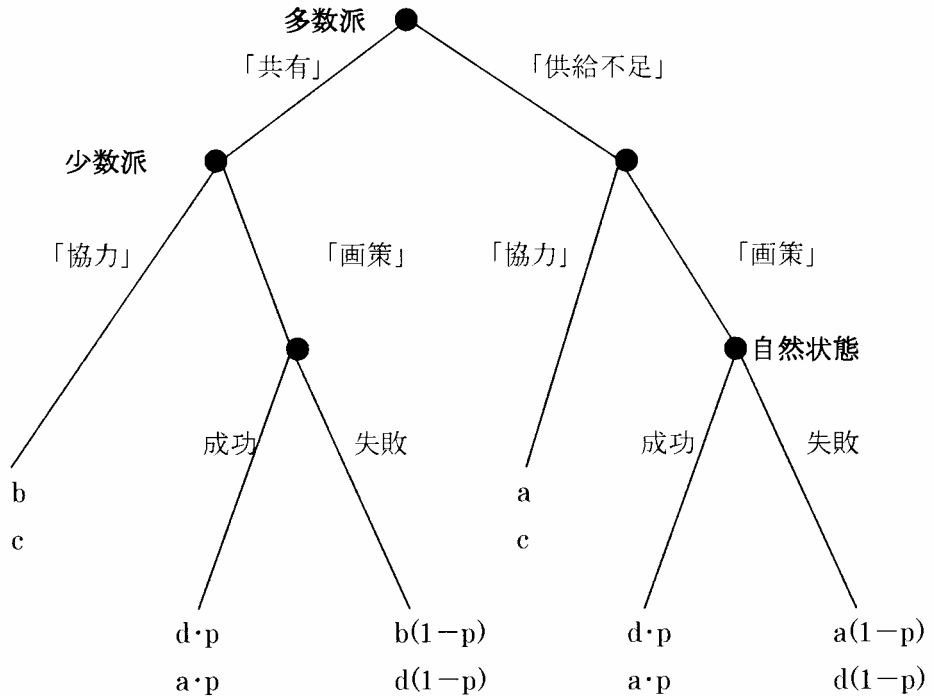 多数派
「共有」 「供給不足」
少数派
「協力」 「画策」 「協力」 「画策」
自然状態
成功 失敗 成功 失敗
b a
c c
d·p b(1−p) d·p a(1−p)
a·p d(1−p) a·p d(1−p)